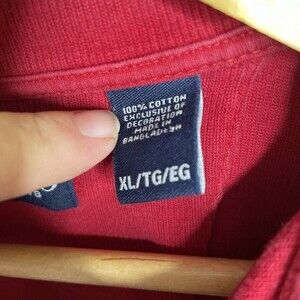 100% COTTON
EXCLUSIVE OF
DECORATION
MADE IN
BANGLADESH
XL/TG/EG